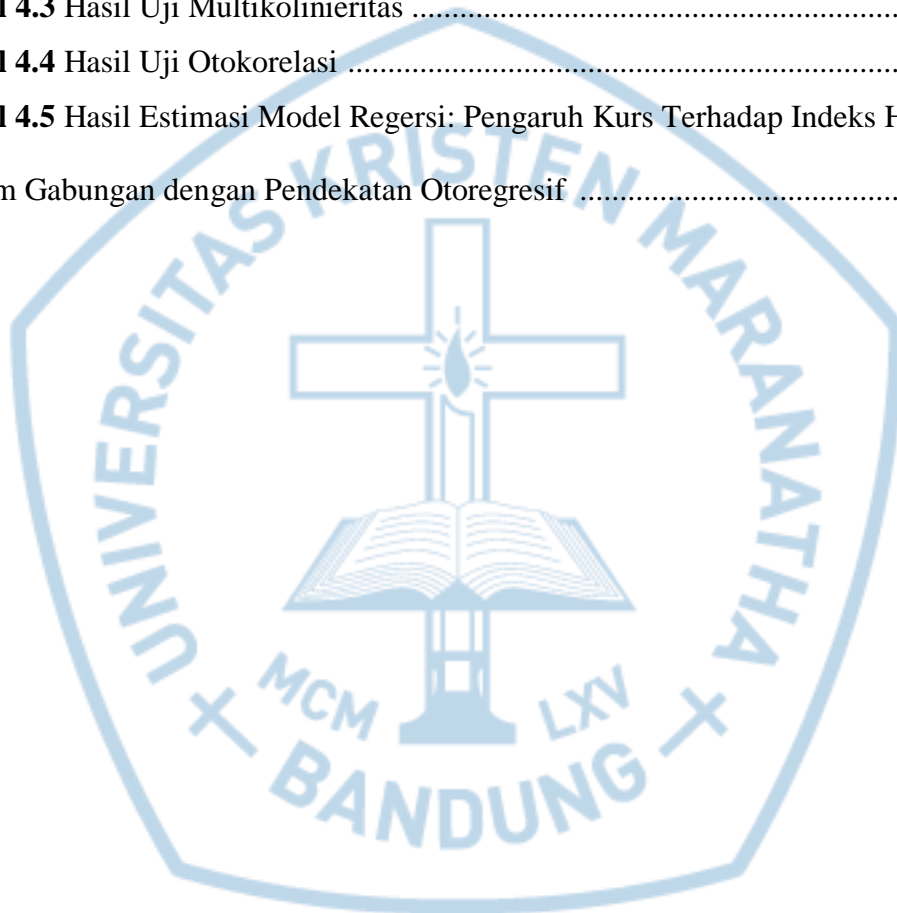 l 4.3 Hasil Uji Multikolinieritas ....................................................
l 4.4 Hasil Uji Otokorelasi ...........................................................
l 4.5 Hasil Estimasi Model Regersi: Pengaruh Kurs Terhadap Indeks H
m Gabungan dengan Pendekatan Otoregresif ..................................
UNIVERSITAS KRISTEN MARANATHA
MCM LXV
+ BANDUNG +